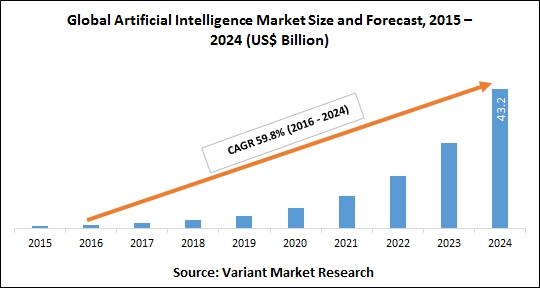 Global Artificial Intelligence Market Size and Forecast, 2015 –
2024 (US$ Billion)
CAGR 59.8% (2016 - 2024)
43.2
2015 2016 2017 2018 2019 2020 2021 2022 2023 2024
Source: Variant Market Research